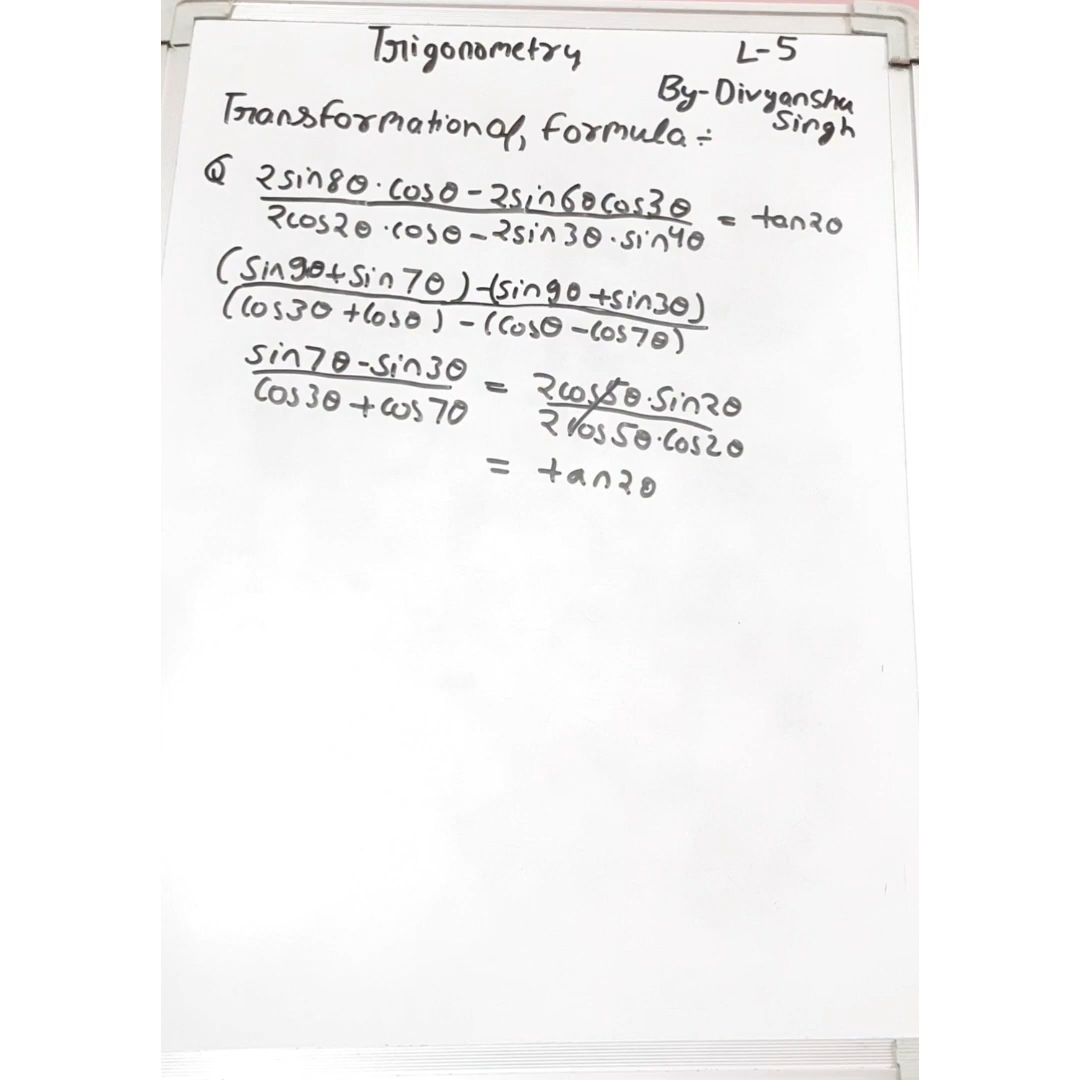 Trigonometry L-5
By-Divyanshu Singh
Transformational formula ÷
Q 2sin8θ·cosθ-2sin6θcos3θ / 2cos2θ·cosθ-2sin3θ·sin4θ = tan2θ
(sin9θ+sin7θ)-(sin9θ+sin3θ) / (cos3θ+cosθ)-(cosθ-cos7θ)
sin7θ-sin3θ / cos3θ+cos7θ = 2cos5θ·sin2θ / 2cos5θ·cos2θ
= tan2θ